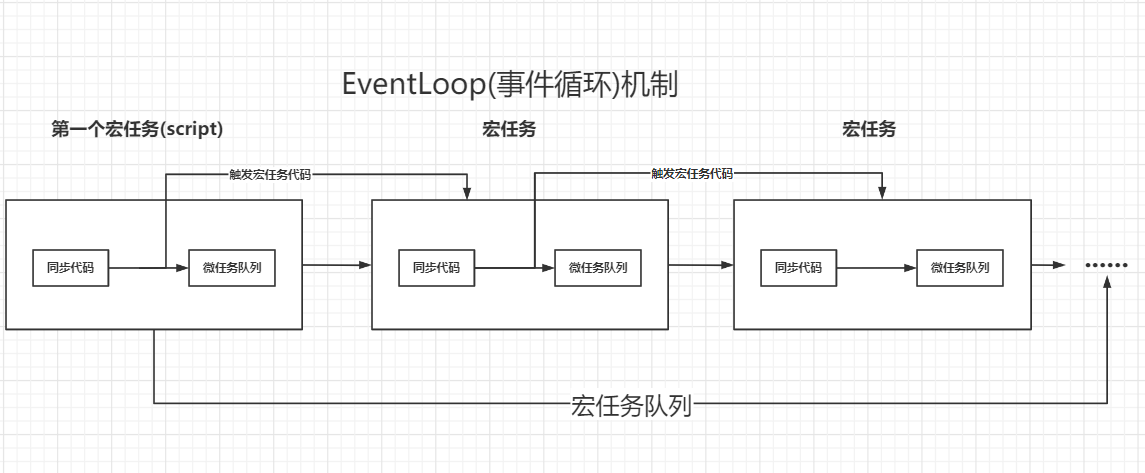 EventLoop(事件循环)机制
第一个宏任务(script)
宏任务
宏任务
触发宏任务代码
触发宏任务代码
同步代码
微任务队列
同步代码
微任务队列
同步代码
微任务队列
……
宏任务队列